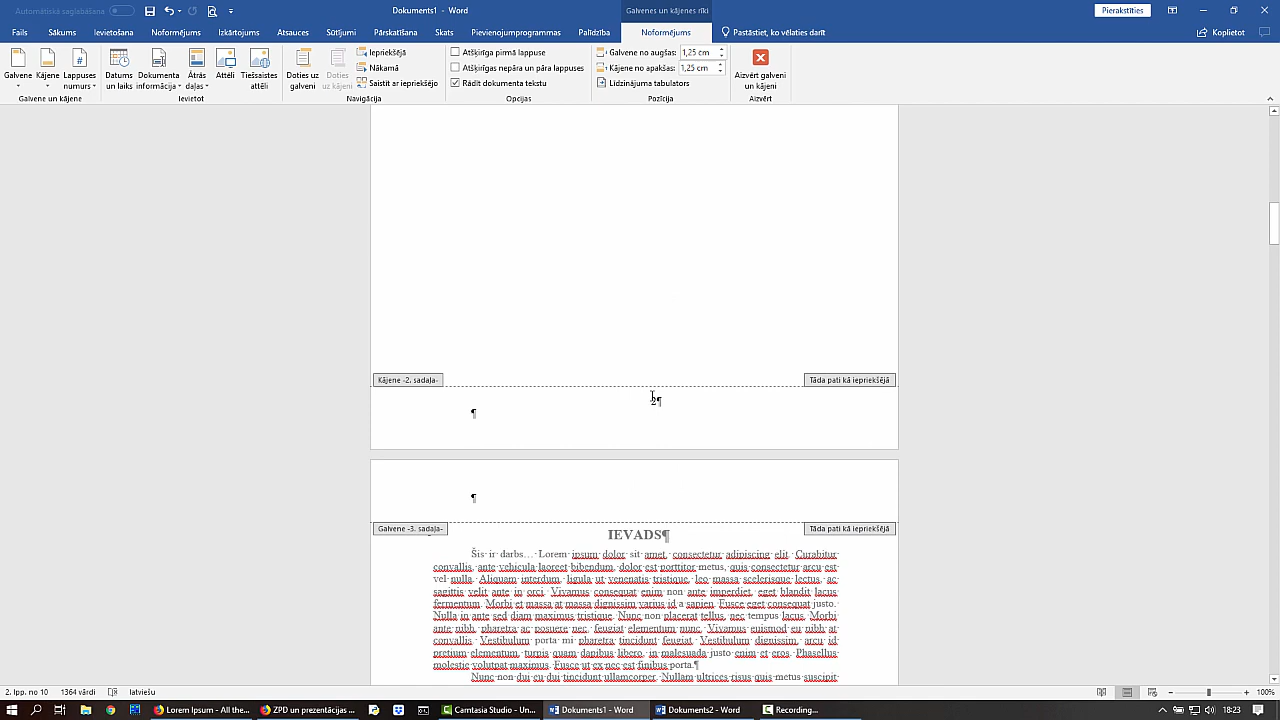 Automātiskā saglabāšana
Dokuments1 - Word
Galvenes un kājenes rīki
Pierakstīties
Fails Sākums Ievietošana Noformējums Izkārtojums Atsauces Sūtījumi Pārskatīšana Skats Pievienojumprogrammas Palīdzība Noformējums Pastāstiet, ko vēlaties darīt Koplietot
Galvene Kājene Lappuses numurs
Datums un laiks Dokumenta informācija Ātrās daļas Attēli Tiešsaistes attēli
Doties uz galveni Doties uz kājeni
Iepriekšējā
Nākamā
Saistīt ar iepriekšējo
Atšķirīga pirmā lappuse
Atšķirīgas nepāra un pāra lappuses
Rādīt dokumenta tekstu
Galvene no augšas: 1,25 cm
Kājene no apakšas: 1,25 cm
Līdzinājuma tabulators
Aizvērt galveni un kājeni
Galvene un kājene Ievietot Navigācija Opcijas Pozīcija Aizvērt
Kājene -2. sadaļa- Tāda pati kā iepriekšējā
2¶
¶
¶
Galvene -3. sadaļa- Tāda pati kā iepriekšējā
IEVADS¶
Šis· ir· darbs…· Lorem· ipsum· dolor· sit· amet,· consectetur· adipiscing· elit.· Curabitur·
convallis,· ante· vehicula· laoreet· bibendum,· dolor· est· porttitor· metus,· quis· consectetur· arcu· est·
vel· nulla.· Aliquam· interdum,· ligula· ut· venenatis· tristique,· leo· massa· scelerisque· lectus,· ac·
sagittis· velit· ante· in· orci.· Vivamus· consequat· enim· non· ante· imperdiet,· eget· blandit· lacus·
fermentum.· Morbi· et· massa· at· massa· dignissim· varius· id· a· sapien.· Fusce· eget· consequat· justo.·
Nulla· in· ante· sed· diam· maximus· tristique.· Nunc· non· placerat· tellus,· nec· tempus· lacus.· Morbi·
ante· nibh,· pharetra· ac· posuere· nec,· feugiat· elementum· nunc.· Vivamus· euismod· eu· nibh· at·
convallis.· Vestibulum· porta· mi· pharetra· tincidunt· feugiat.· Vestibulum· dignissim,· arcu· id·
pretium· elementum,· turpis· quam· dapibus· libero,· in· malesuada· justo· enim· et· eros.· Phasellus·
molestie· volutpat· maximus.· Fusce· ut· ex· nec· est· finibus· porta.¶
Nunc· non· dui· eu· dui· tincidunt· ullamcorper.· Nullam· ultrices· risus· quis· metus· suscipit·
2. lpp. no 10 1364 vārdi latviešu 100%
Lorem Ipsum - All the... ZPD un prezentācijas ... Camtasia Studio - Un... Dokuments1 - Word Dokuments2 - Word Recording... 18:23